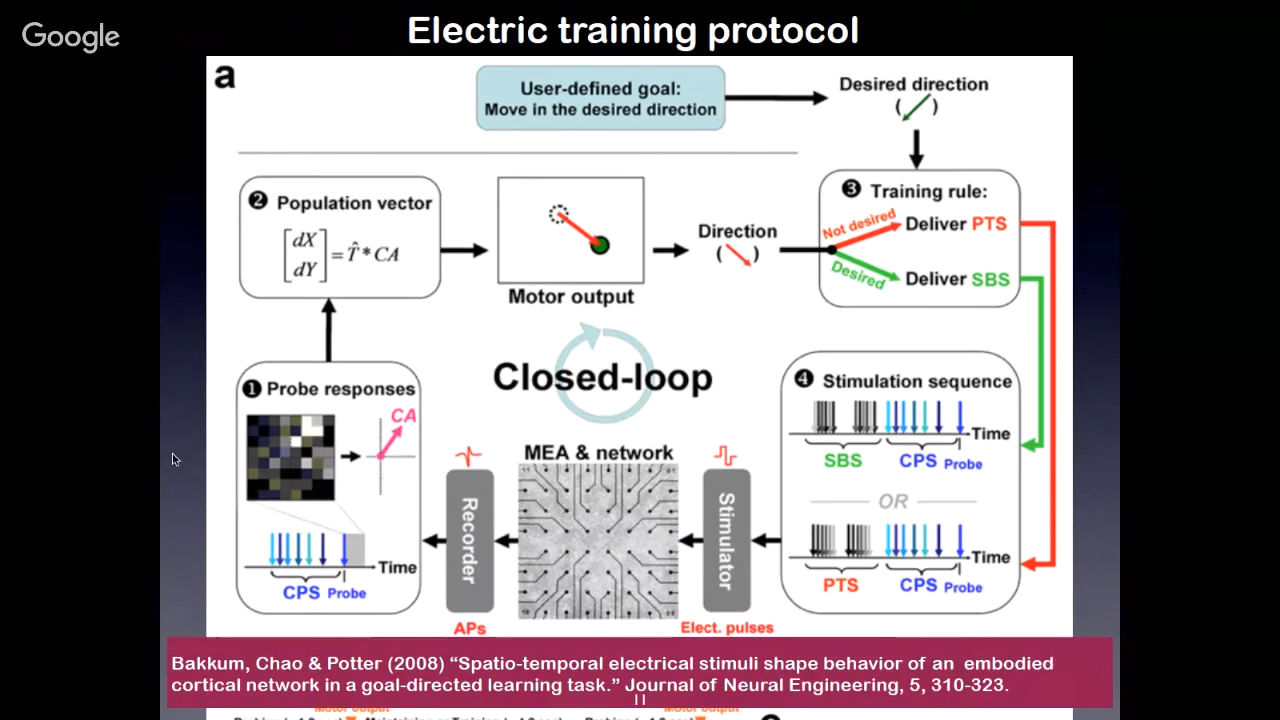 Google
Electric training protocol
a
User-defined goal:
Move in the desired direction
Desired direction
( )
❷ Population vector
[dX dY] = T̂ * CA
Motor output
Direction
( )
❸ Training rule:
Not desired
Deliver PTS
Desired
Deliver SBS
Closed-loop
❶ Probe responses
CA
Time
CPS Probe
Recorder
APs
MEA & network
Stimulator
Elect. pulses
❹ Stimulation sequence
Time
SBS CPS Probe
OR
Time
PTS CPS Probe
Bakkum, Chao & Potter (2008) “Spatio-temporal electrical stimuli shape behavior of an embodied
cortical network in a goal-directed learning task.” Journal of Neural Engineering, 5, 310-323.
11